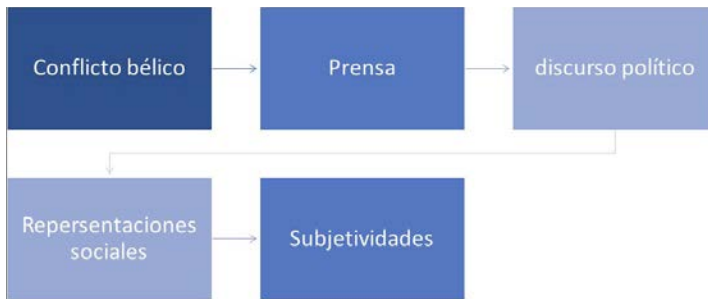 Conflicto bélico
Prensa
discurso político
Repersentaciones
sociales
Subjetividades